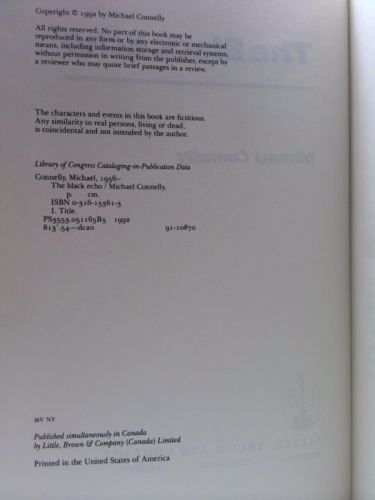 Copyright © 1992 by Michael Connelly
All rights reserved. No part of this book may be
reproduced in any form or by any electronic or mechanical
means, including information storage and retrieval systems,
without permission in writing from the publisher, except by
a reviewer who may quote brief passages in a review.
The characters and events in this book are fictitious.
Any similarity to real persons, living or dead,
is coincidental and not intended by the author.
Library of Congress Cataloging-in-Publication Data
Connelly, Michael, 1956–
The black echo / Michael Connelly.
p. cm.
ISBN 0-316-15361-3
I. Title.
PS3553.051165B5 1992
813'.54—dc20 91-10870
MV NY
Published simultaneously in Canada
by Little, Brown & Company (Canada) Limited
Printed in the United States of America